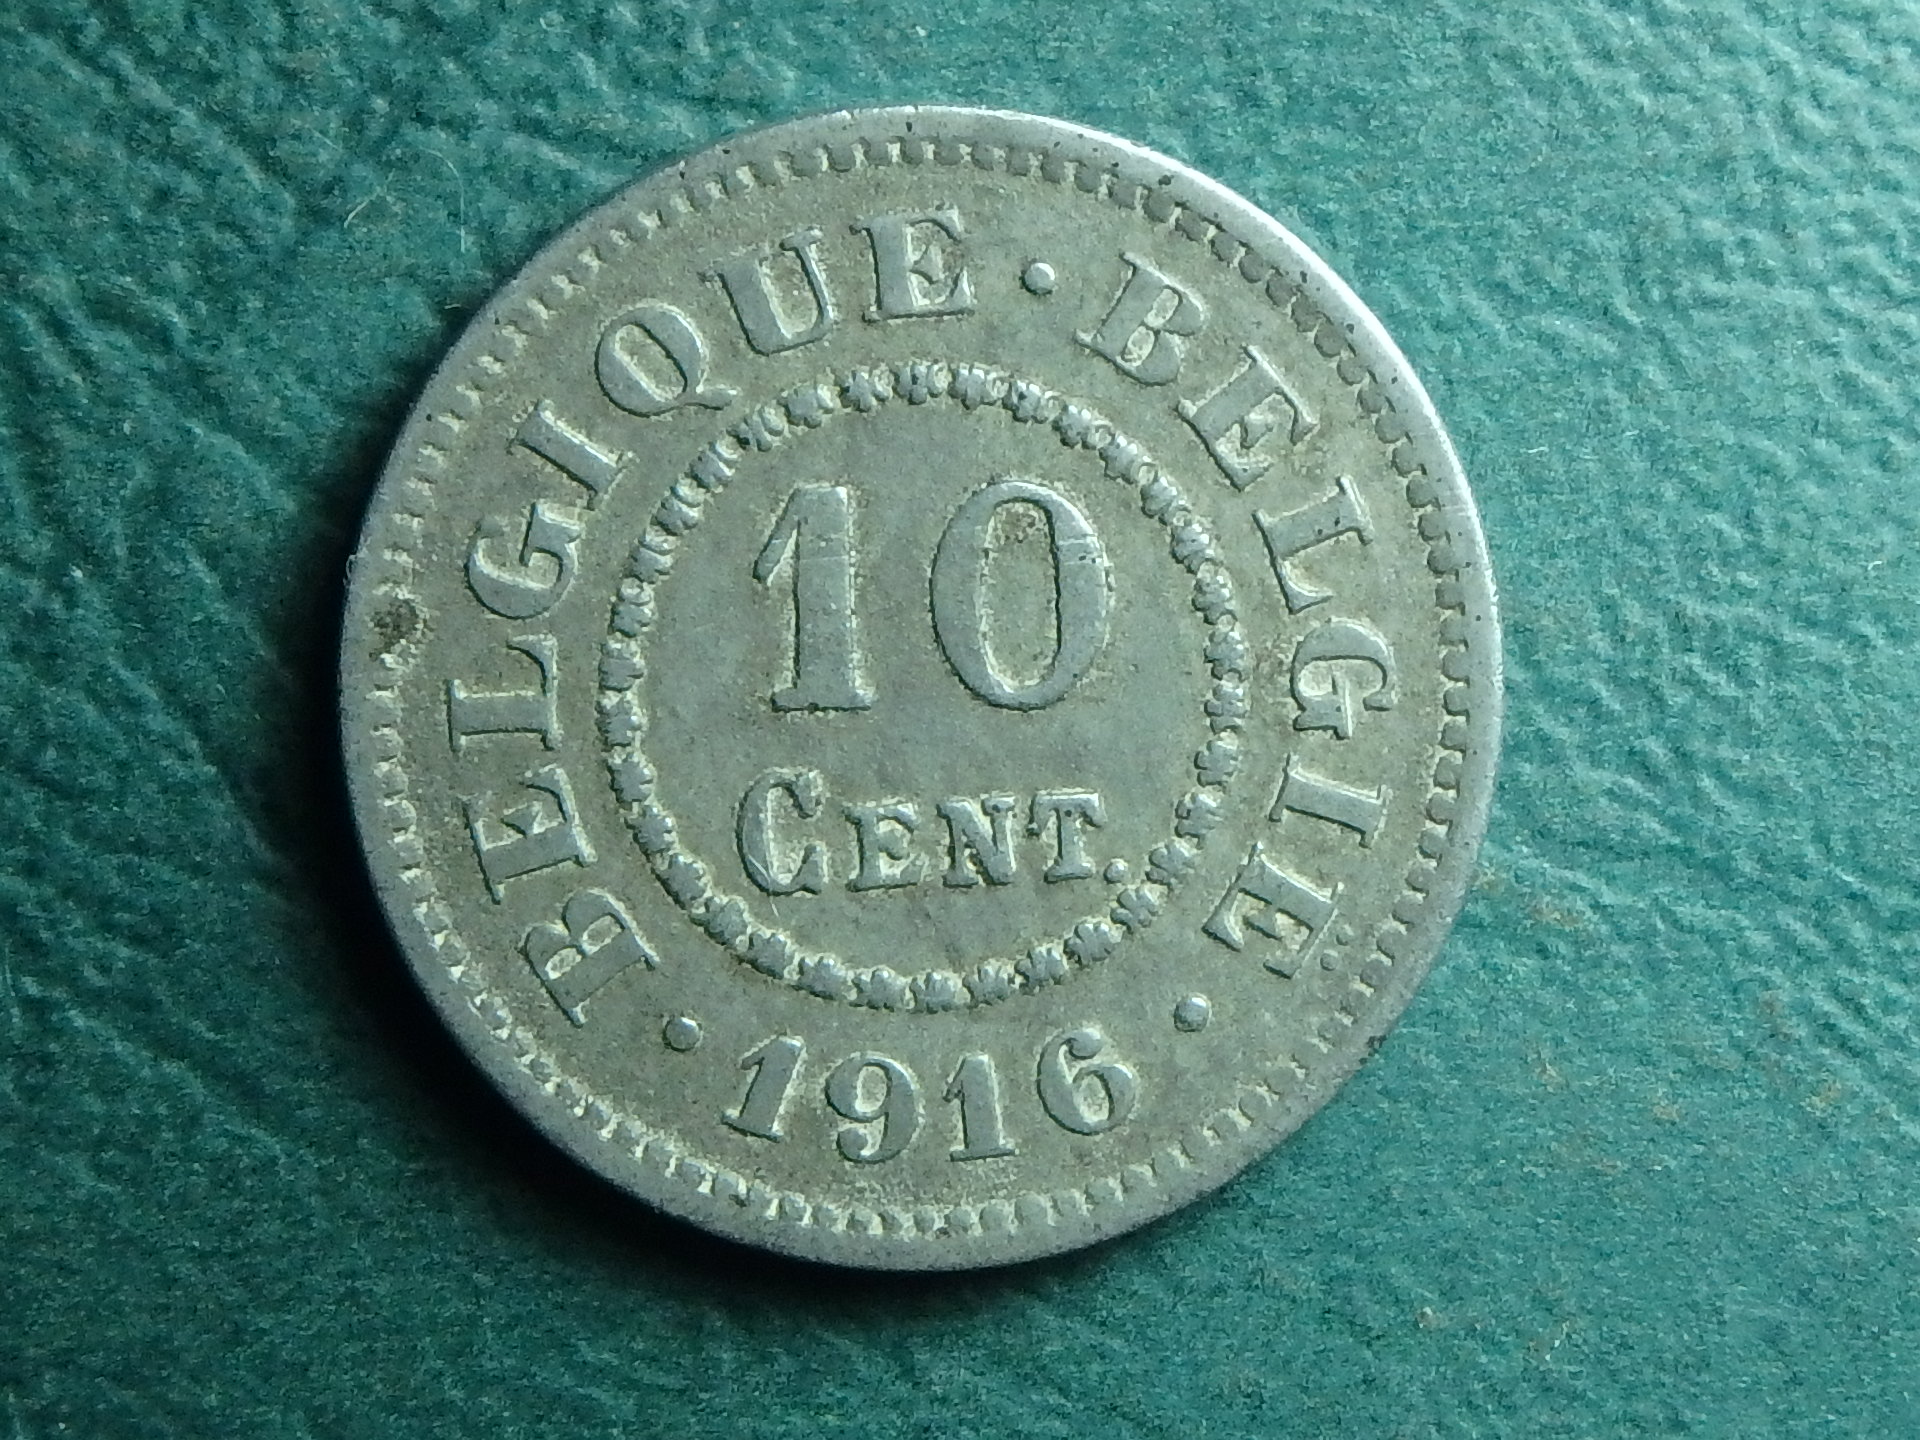 BELGIQUE · BELGIË
10
CENT.
· 1916 ·